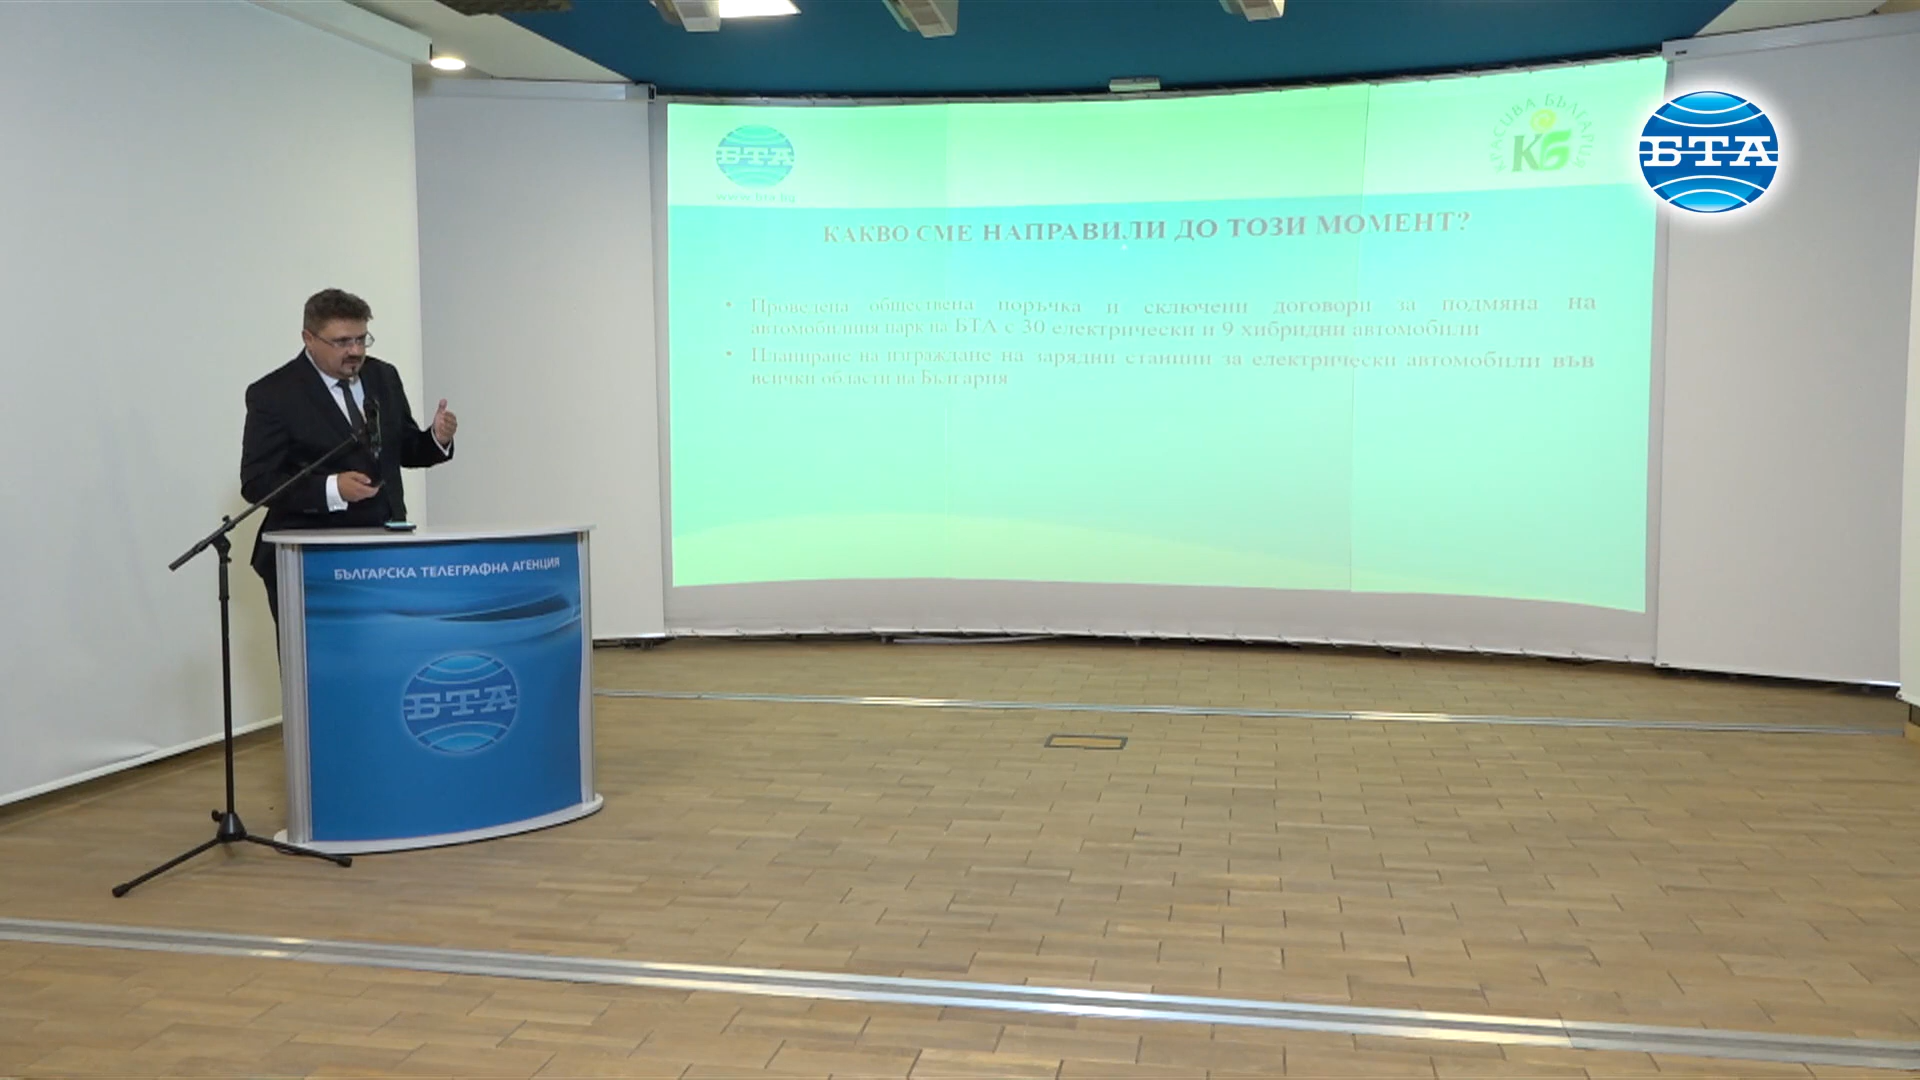 БТА
www.bta.bg
КРАСИВА БЪЛГАРИЯ
КБ
БТА
КАКВО СМЕ НАПРАВИЛИ ДО ТОЗИ МОМЕНТ?
• Проведена обществена поръчка и сключени договори за подмяна на
автомобилния парк на БТА с 30 електрически и 9 хибридни автомобили
• Планиране на изграждане на зарядни станции за електрически автомобили във
всички области на България
БЪЛГАРСКА ТЕЛЕГРАФНА АГЕНЦИЯ
БТА